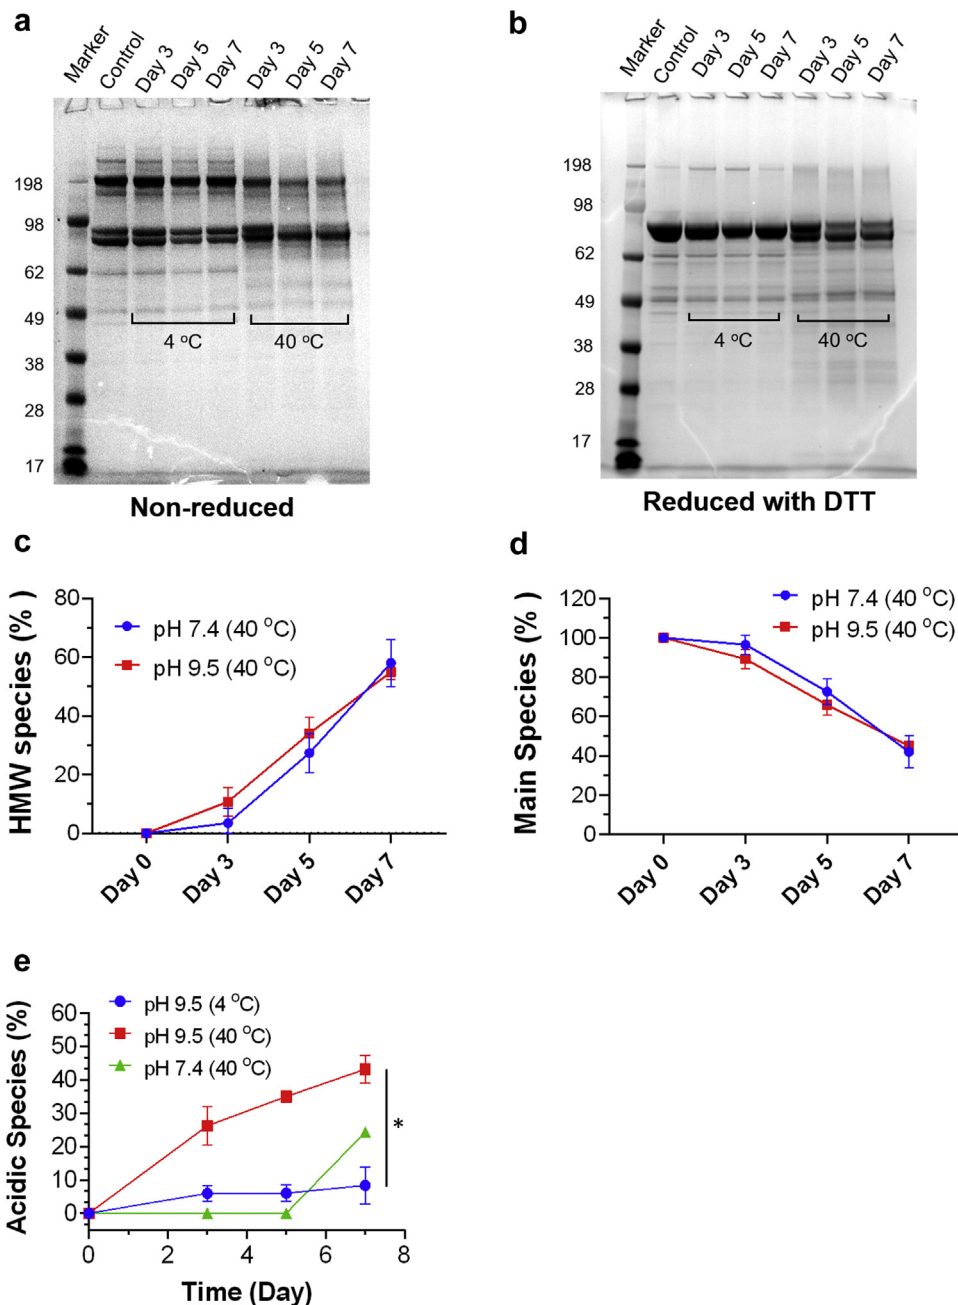 a
Marker
Control
Day 3
Day 5
Day 7
Day 3
Day 5
Day 7
198
98
62
49
38
28
17
4 °C
40 °C
Non-reduced
b
Marker
Control
Day 3
Day 5
Day 7
Day 3
Day 5
Day 7
198
98
62
49
38
28
17
4 °C
40 °C
Reduced with DTT
c
HMW species (% )
80
60
40
20
0
pH 7.4 (40 °C)
pH 9.5 (40 °C)
Day 0
Day 3
Day 5
Day 7
d
Main Species (% )
120
100
80
60
40
20
0
pH 7.4 (40 °C)
pH 9.5 (40 °C)
Day 0
Day 3
Day 5
Day 7
e
Acidic Species (%)
60
50
40
30
20
10
0
pH 9.5 (4 °C)
pH 9.5 (40 °C)
pH 7.4 (40 °C)
*
0
2
4
6
8
Time (Day)